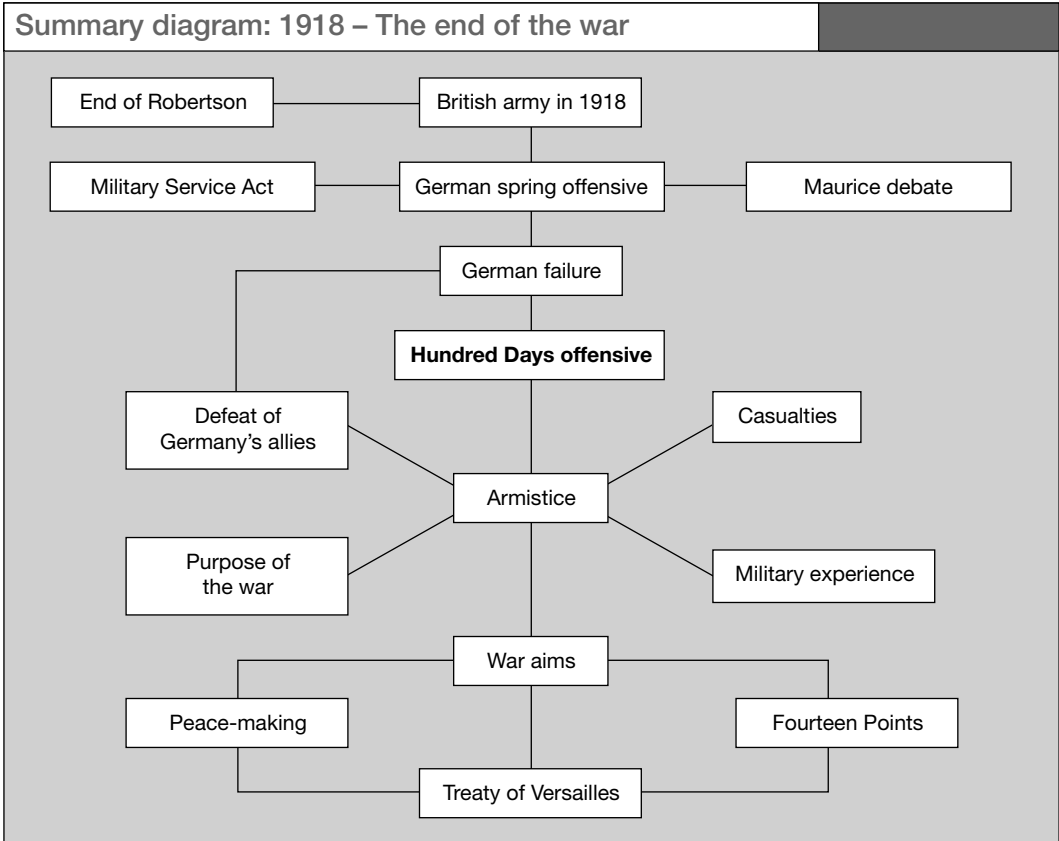 Summary diagram: 1918 – The end of the war
End of Robertson
British army in 1918
Military Service Act
German spring offensive
Maurice debate
German failure
Hundred Days offensive
Defeat of
Germany’s allies
Casualties
Armistice
Purpose of
the war
Military experience
War aims
Peace-making
Fourteen Points
Treaty of Versailles